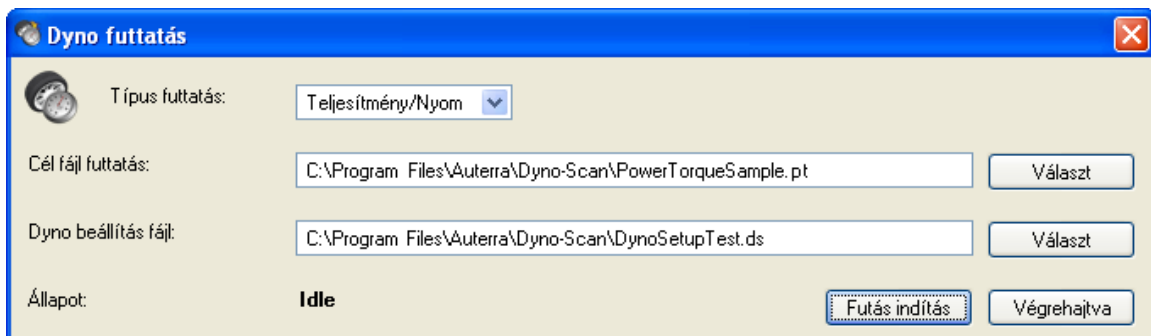 Dyno futtatás
Típus futtatás: Teljesítmény/Nyom
Cél fájl futtatás: C:\Program Files\Auterra\Dyno-Scan\PowerTorqueSample.pt Választ
Dyno beállítás fájl: C:\Program Files\Auterra\Dyno-Scan\DynoSetupTest.ds Választ
Állapot: Idle Futás indítás Végrehajtva